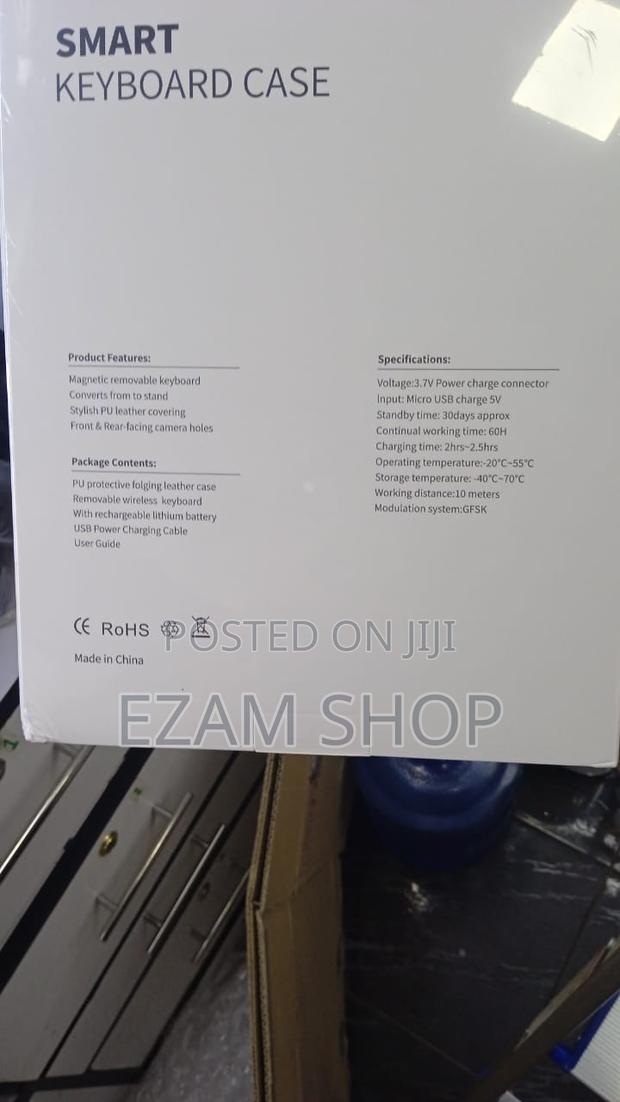 SMART
KEYBOARD CASE
Product Features:
Magnetic removable keyboard
Converts from to stand
Stylish PU leather covering
Front & Rear-facing camera holes
Package Contents:
PU protective folging leather case
Removable wireless keyboard
With rechargeable lithium battery
USB Power Charging Cable
User Guide
Specifications:
Voltage:3.7V Power charge connector
Input: Micro USB charge 5V
Standby time: 30days approx
Continual working time: 60H
Charging time: 2hrs~2.5hrs
Operating temperature:-20°C~55°C
Storage temperature: -40°C~70°C
Working distance:10 meters
Modulation system:GFSK
CE RoHS
Made in China
POSTED ON JIJI
EZAM SHOP
1